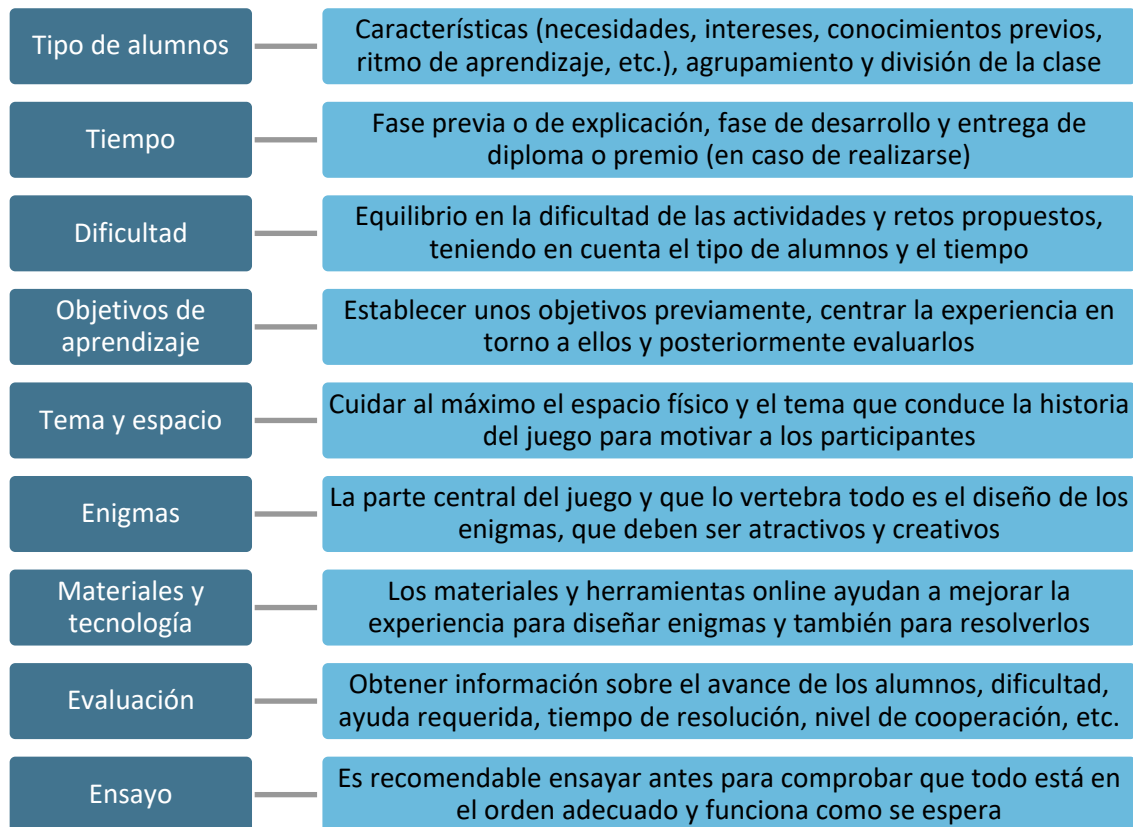 Tipo de alumnos
Características (necesidades, intereses, conocimientos previos,
ritmo de aprendizaje, etc.), agrupamiento y división de la clase
Tiempo
Fase previa o de explicación, fase de desarrollo y entrega de
diploma o premio (en caso de realizarse)
Dificultad
Equilibrio en la dificultad de las actividades y retos propuestos,
teniendo en cuenta el tipo de alumnos y el tiempo
Objetivos de
aprendizaje
Establecer unos objetivos previamente, centrar la experiencia en
torno a ellos y posteriormente evaluarlos
Tema y espacio
Cuidar al máximo el espacio físico y el tema que conduce la historia
del juego para motivar a los participantes
Enigmas
La parte central del juego y que lo vertebra todo es el diseño de los
enigmas, que deben ser atractivos y creativos
Materiales y
tecnología
Los materiales y herramientas online ayudan a mejorar la
experiencia para diseñar enigmas y también para resolverlos
Evaluación
Obtener información sobre el avance de los alumnos, dificultad,
ayuda requerida, tiempo de resolución, nivel de cooperación, etc.
Ensayo
Es recomendable ensayar antes para comprobar que todo está en
el orden adecuado y funciona como se espera